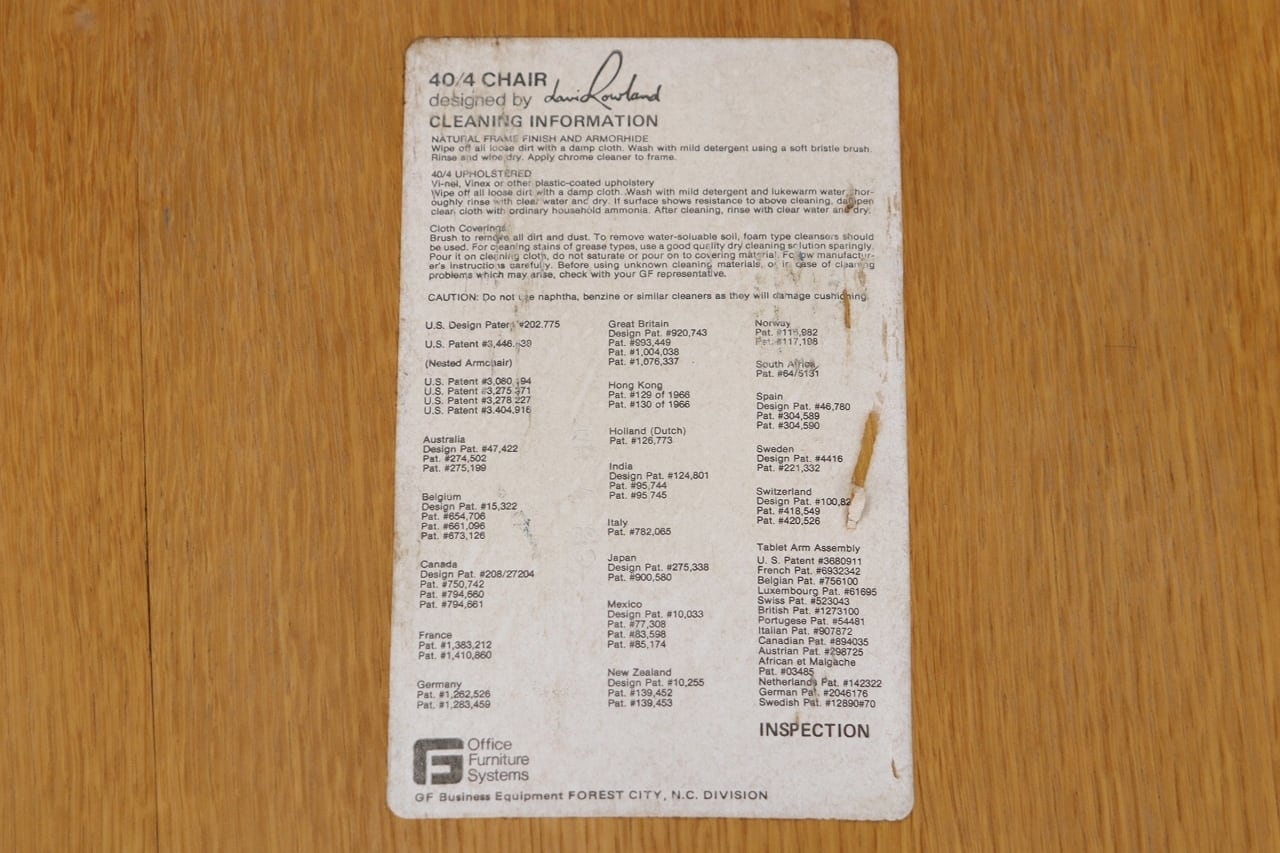 40/4 CHAIR
designed by David Rowland
CLEANING INFORMATION
NATURAL FRAME FINISH AND ARMORHIDE
Wipe off all loose dirt with a damp cloth. Wash with mild detergent using a soft bristle brush.
Rinse and wipe dry. Apply chrome cleaner to frame.
40/4 UPHOLSTERED
Vi-nel, Vinex or other plastic-coated upholstery
Wipe off all loose dirt with a damp cloth. Wash with mild detergent and lukewarm water, thor-
oughly rinse with clear water and dry. If surface shows resistance to above cleaning, dampen
clear cloth with ordinary household ammonia. After cleaning, rinse with clear water and dry.
Cloth Coverings
Brush to remove all dirt and dust. To remove water-soluable soil, foam type cleansers should
be used. For cleaning stains of grease types, use a good quality dry cleaning solution sparingly.
Pour it on cleaning cloth, do not saturate or pour on to covering material. Follow manufactur-
er's instructions carefully. Before using unknown cleaning materials, or in case of cleaning
problems which may arise, check with your GF representative.
CAUTION: Do not use naphtha, benzine or similar cleaners as they will damage cushioning.
U.S. Design Patent #202.775
U.S. Patent
(Nested Armchair)
U.S. Patent
U.S. Patent
U.S. Patent
U.S. Patent #3.404.916
Australia
Design Pat. #47,422
Pat. #274,502
Pat. #275,199
Belgium
Design Pat. #15,322
Pat. #654,706
Pat. #661,096
Pat. #673,126
Canada
Design Pat. #208/27204
Pat. #750,742
Pat. #794,660
Pat. #794,661
France
Pat. #1,383,212
Pat. #1,410,860
Germany
Pat. #1,262,526
Pat. #1,283,459
Great Britain
Design Pat. #920,743
Pat. #993,449
Pat. #1,004,038
Pat. #1,076,337
Hong Kong
Pat. #129 of 1966
Pat. #130 of 1966
Holland (Dutch)
Pat. #126,773
India
Design Pat. #124,801
Pat. #95,744
Pat. #95 745
Italy
Pat. #782,065
Japan
Design Pat. #275,338
Pat. #900,580
Mexico
Design Pat. #10,033
Pat. #77,308
Pat. #83,598
Pat. #85,174
New Zealand
Design Pat. #10,255
Pat. #139,452
Pat. #139,453
Norway
Pat.
Pat. #117,198
South Africa
Pat. #64/5131
Spain
Design Pat. #46,780
Pat. #304,589
Pat. #304,590
Sweden
Design Pat. #4416
Pat. #221,332
Switzerland
Design Pat.
Pat. #418,549
Pat. #420,526
Tablet Arm Assembly
U. S. Patent #3680911
French Pat. #6932342
Belgian Pat. #756100
Luxembourg Pat. #61695
Swiss Pat. #523043
British Pat. #1273100
Portugese Pat. #54481
Italian Pat. #907872
Canadian Pat. #894035
Austrian Pat. #298725
African et Malgache
Pat. #03485
Netherlands Pat. #142322
German Pat. #2046176
Swedish Pat. #12890#70
INSPECTION
GF
Office
Furniture
Systems
GF Business Equipment FOREST CITY, N.C. DIVISION